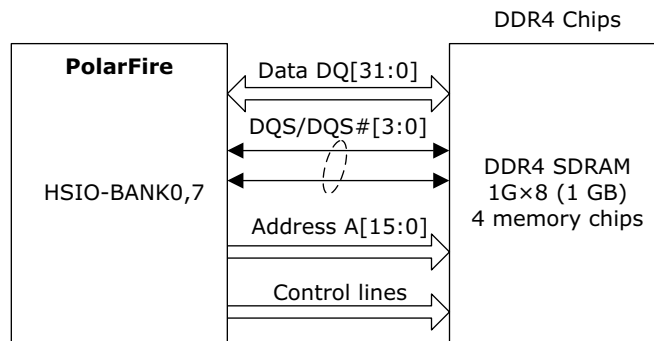 DDR4 Chips
PolarFire
Data DQ[31:0]
DQS/DQS#[3:0]
HSIO-BANK0,7
DDR4 SDRAM
1G×8 (1 GB)
4 memory chips
Address A[15:0]
Control lines